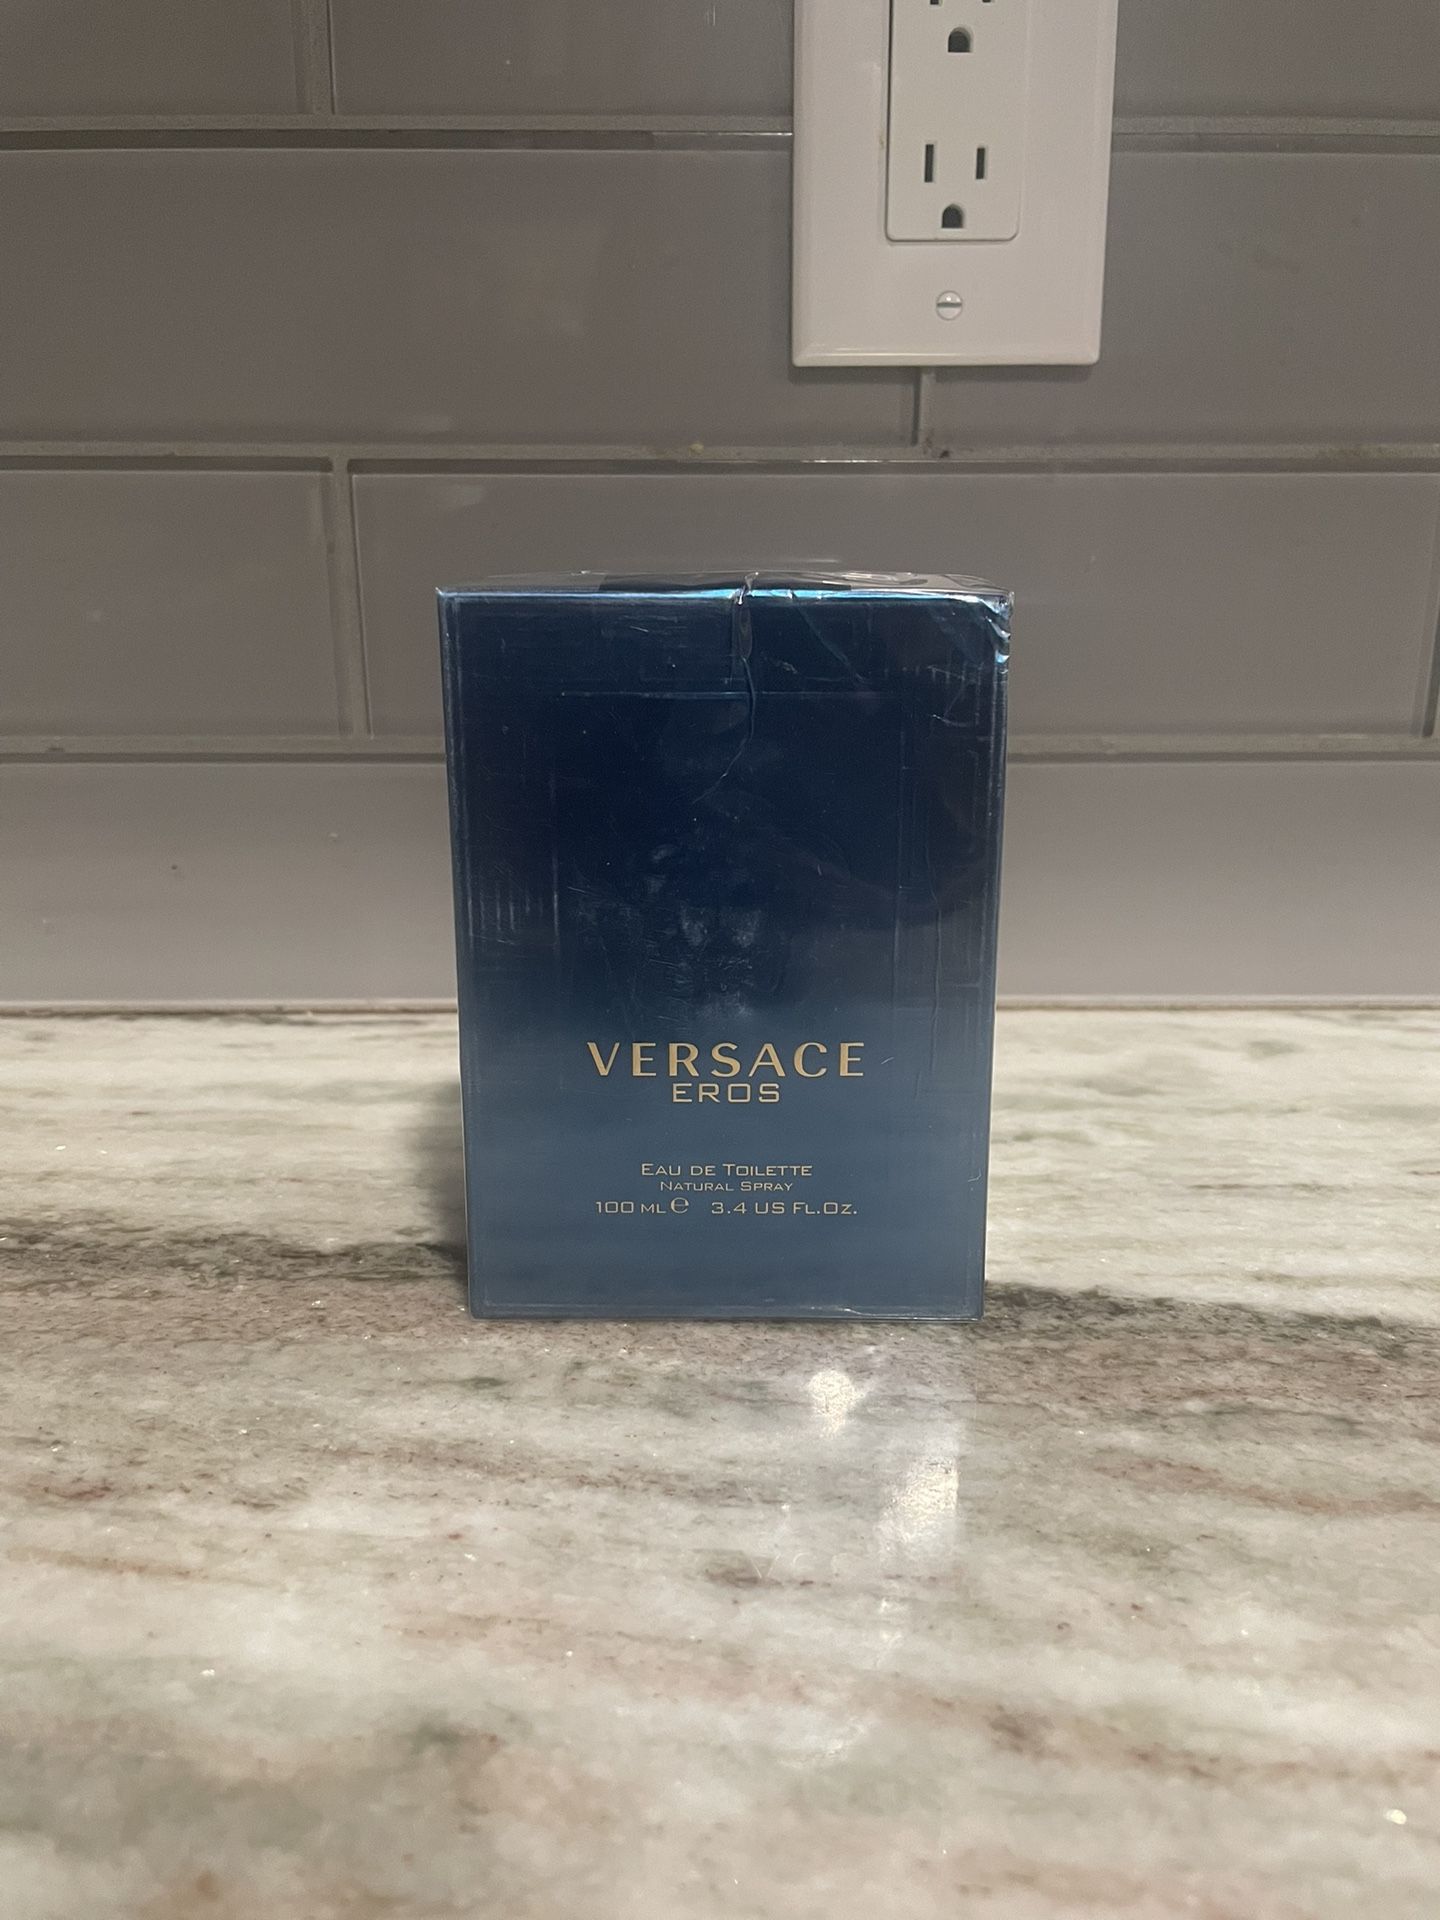 VERSACE
EROS
EAU DE TOILETTE
NATURAL SPRAY
100 ML ℮ 3.4 US FL.OZ.